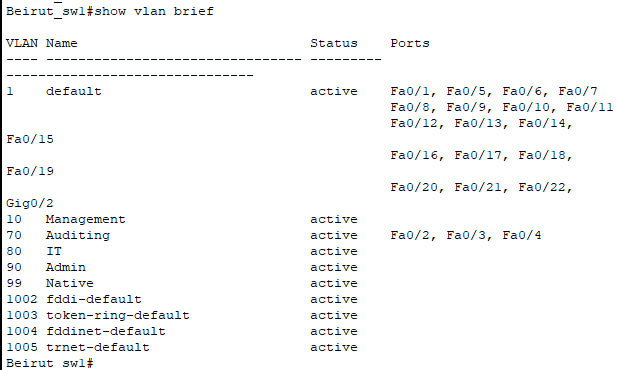 Beirut_sw1#show vlan brief
VLAN Name                             Status    Ports
---- -------------------------------- ---------
-------------------------------
1    default                          active    Fa0/1, Fa0/5, Fa0/6, Fa0/7
                                                Fa0/8, Fa0/9, Fa0/10, Fa0/11
                                                Fa0/12, Fa0/13, Fa0/14,
Fa0/15
                                                Fa0/16, Fa0/17, Fa0/18,
Fa0/19
                                                Fa0/20, Fa0/21, Fa0/22,
Gig0/2
10   Management                       active
70   Auditing                         active    Fa0/2, Fa0/3, Fa0/4
80   IT                               active
90   Admin                            active
99   Native                           active
1002 fddi-default                     active
1003 token-ring-default               active
1004 fddinet-default                  active
1005 trnet-default                    active
Beirut_sw1#